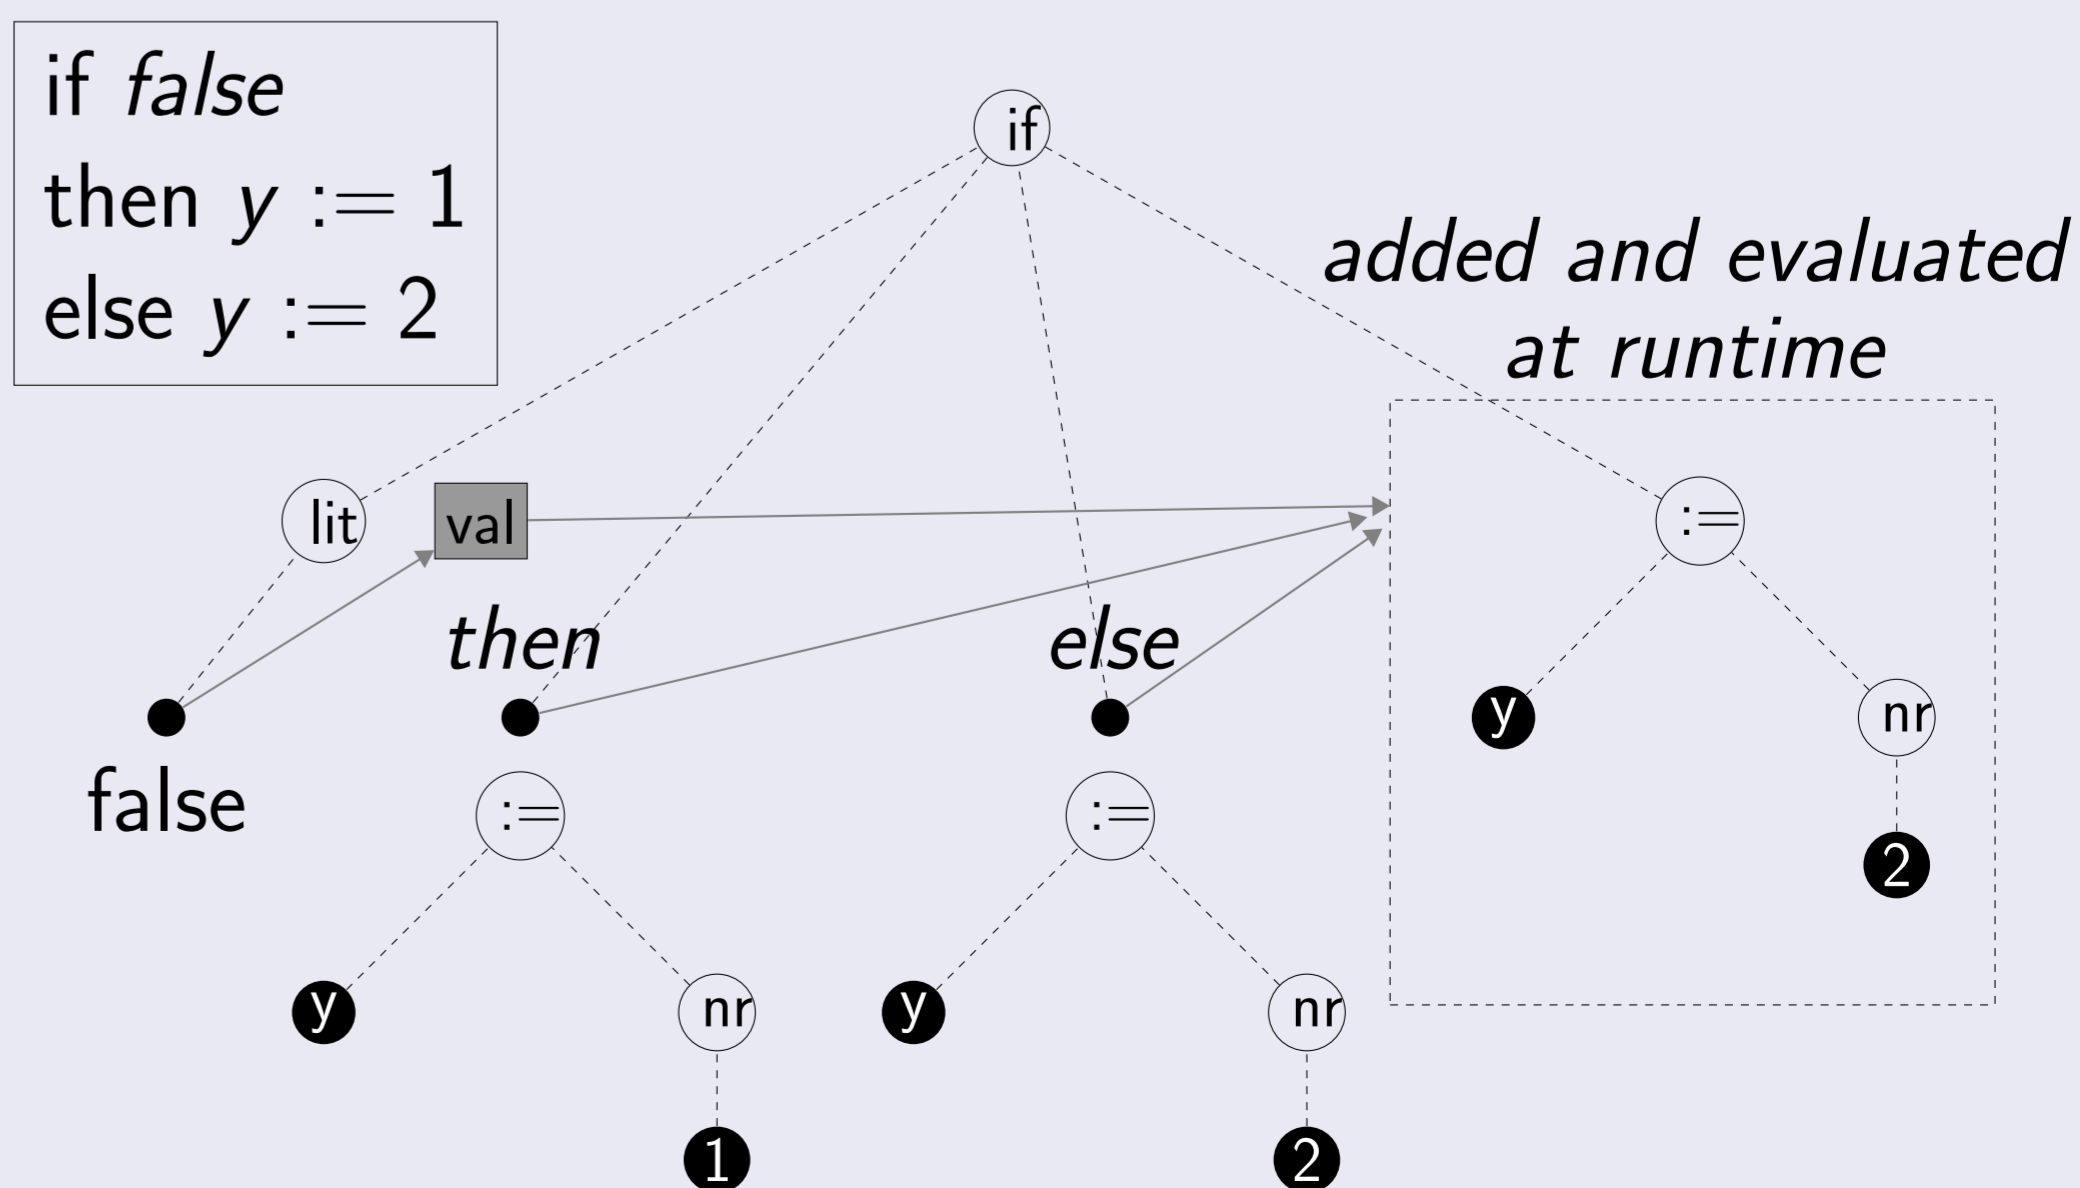 if false
then y := 1
else y := 2
if
added and evaluated
at runtime
lit
val
:=
then
else
y
nr
false
:=
:=
2
y
nr
y
nr
1
2